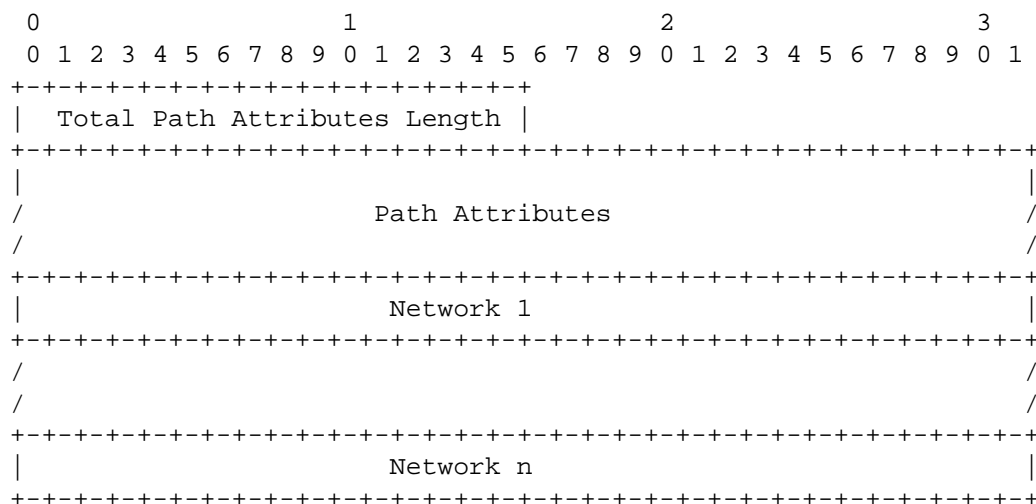 0                   1                   2                   3
 0 1 2 3 4 5 6 7 8 9 0 1 2 3 4 5 6 7 8 9 0 1 2 3 4 5 6 7 8 9 0 1
+-+-+-+-+-+-+-+-+-+-+-+-+-+-+-+-+
|  Total Path Attributes Length |
+-+-+-+-+-+-+-+-+-+-+-+-+-+-+-+-+-+-+-+-+-+-+-+-+-+-+-+-+-+-+-+-+
|                                                               |
/                      Path Attributes                          /
/                                                               /
+-+-+-+-+-+-+-+-+-+-+-+-+-+-+-+-+-+-+-+-+-+-+-+-+-+-+-+-+-+-+-+-+
|                       Network 1                               |
+-+-+-+-+-+-+-+-+-+-+-+-+-+-+-+-+-+-+-+-+-+-+-+-+-+-+-+-+-+-+-+-+
/                                                               /
/                                                               /
+-+-+-+-+-+-+-+-+-+-+-+-+-+-+-+-+-+-+-+-+-+-+-+-+-+-+-+-+-+-+-+-+
|                       Network n                               |
+-+-+-+-+-+-+-+-+-+-+-+-+-+-+-+-+-+-+-+-+-+-+-+-+-+-+-+-+-+-+-+-+